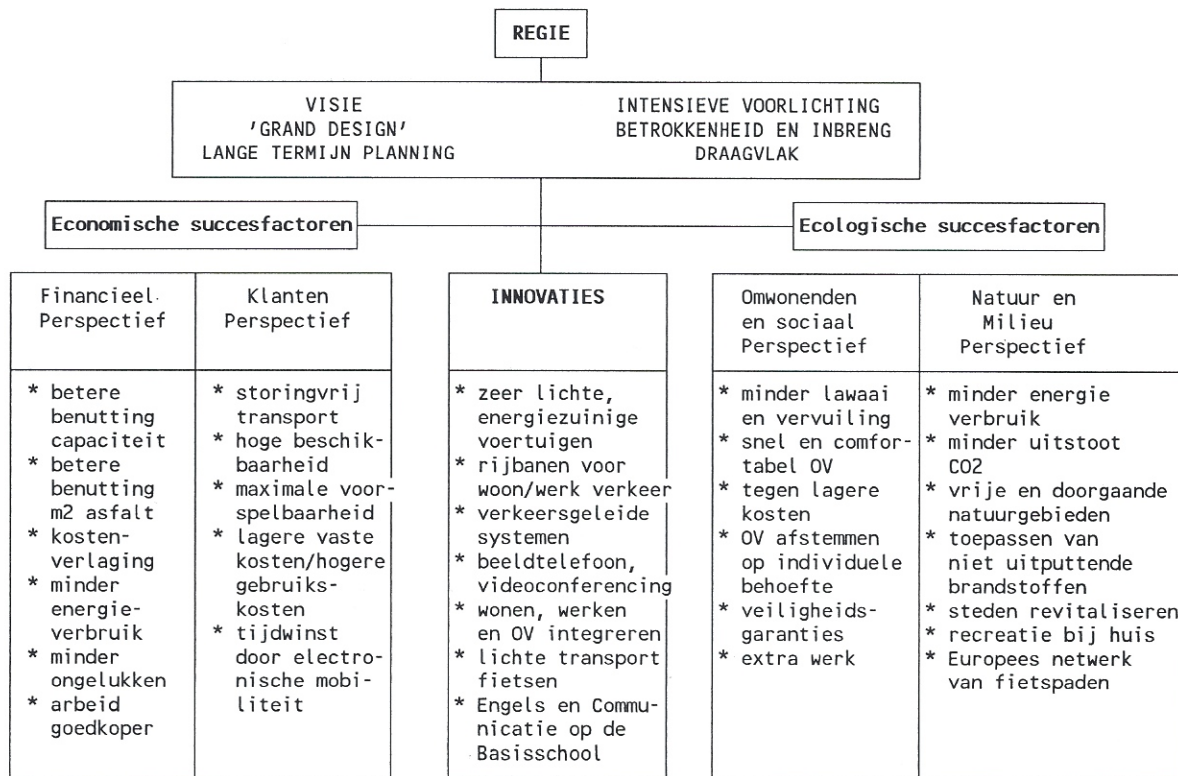 REGIE
VISIE
'GRAND DESIGN'
LANGE TERMIJN PLANNING
INTENSIEVE VOORLICHTING
BETROKKENHEID EN INBRENG
DRAAGVLAK
Economische succesfactoren
Ecologische succesfactoren
Financieel
Perspectief
* betere
benutting
capaciteit
* betere
benutting
m2 asfalt
* kosten-
verlaging
* minder
energie-
verbruik
* minder
ongelukken
* arbeid
goedkoper
Klanten
Perspectief
* storingvrij
transport
* hoge beschik-
baarheid
* maximale voor-
spelbaarheid
* lagere vaste
kosten/hogere
gebruiks-
kosten
* tijdwinst
door electro-
nische mobi-
liteit
INNOVATIES
* zeer lichte,
energiezuinige
voertuigen
* rijbanen voor
woon/werk verkeer
* verkeersgeleide
systemen
* beeldtelefoon,
videoconferencing
* wonen, werken
en OV integreren
* lichte transport
fietsen
* Engels en Commu-
nicatie op de
Basisschool
Omwonenden
en sociaal
Perspectief
* minder lawaai
en vervuiling
* snel en comfor-
tabel OV
* tegen lagere
kosten
* OV afstemmen
op individuele
behoefte
* veiligheids-
garanties
* extra werk
Natuur en
Milieu
Perspectief
* minder energie
verbruik
* minder uitstoot
CO2
* vrije en doorgaande
natuurgebieden
* toepassen van
niet uitputtende
brandstoffen
* steden revitaliseren
* recreatie bij huis
* Europees netwerk
van fietspaden